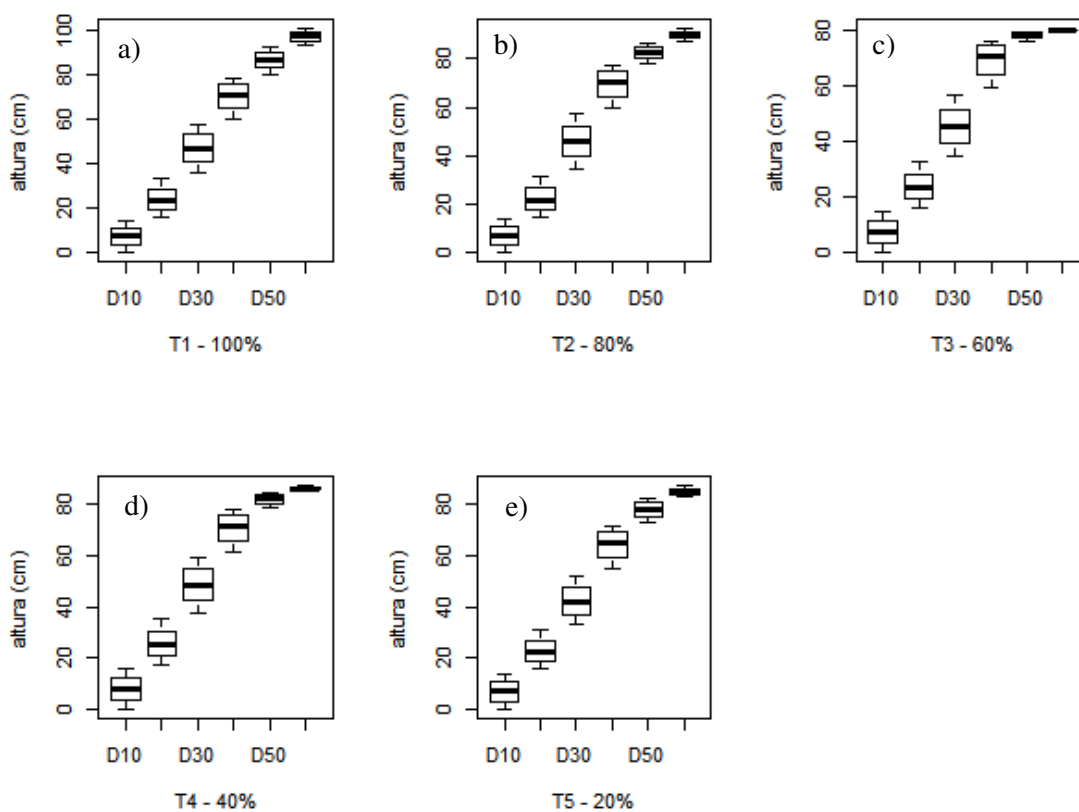 a)
altura (cm)
0 20 40 60 80 100
D10 D30 D50
T1 - 100%
b)
altura (cm)
0 20 40 60 80
D10 D30 D50
T2 - 80%
c)
altura (cm)
0 20 40 60 80
D10 D30 D50
T3 - 60%
d)
altura (cm)
0 20 40 60 80
D10 D30 D50
T4 - 40%
e)
altura (cm)
0 20 40 60 80
D10 D30 D50
T5 - 20%